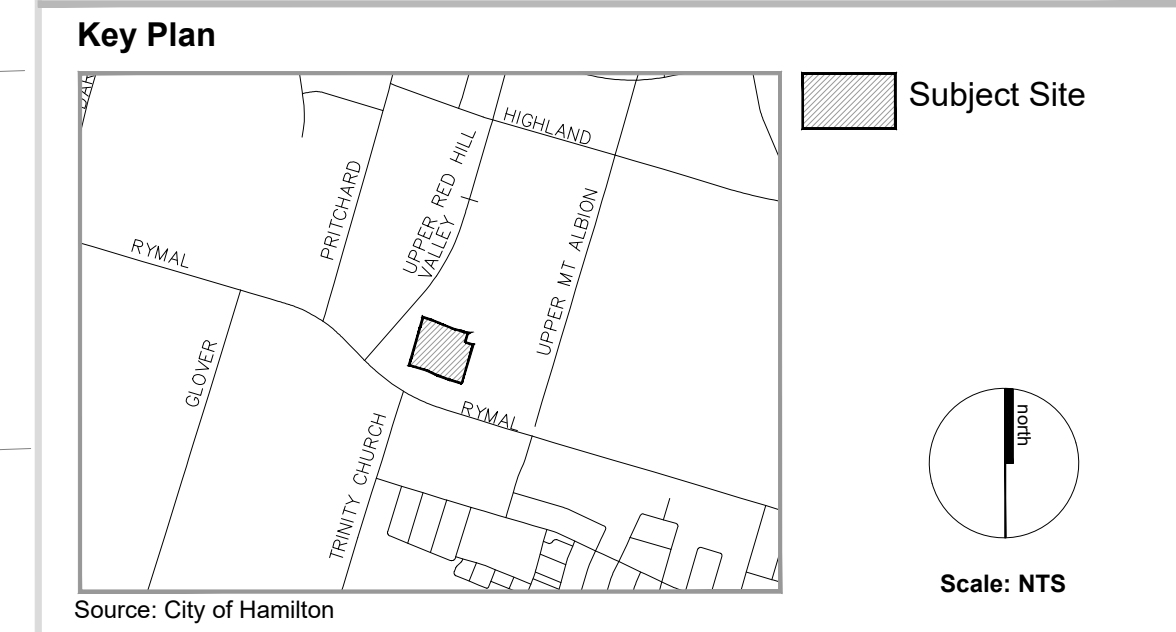 Key Plan
Subject Site
HIGHLAND
PRITCHARD
UPPER RED HILL
VALLEY
UPPER MT ALBION
RYMAL
GLOVER
RYMAL
TRINITY CHURCH
north
Scale: NTS
Source: City of Hamilton